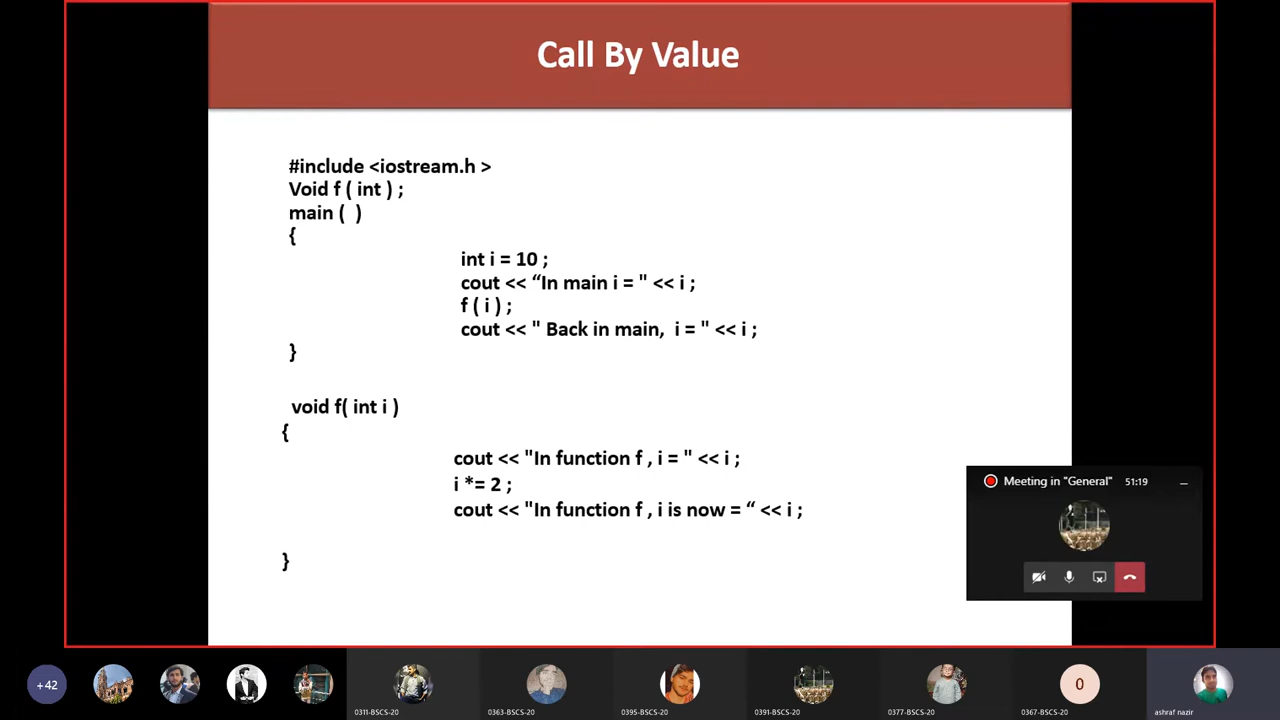 Call By Value
#include <iostream.h >
Void f ( int ) ;
main (  )
{
int i = 10 ;
cout << “In main i = " << i ;
f ( i ) ;
cout << " Back in main,  i = " << i ;
}
void f( int i )
{
cout << "In function f , i = " << i ;
i *= 2 ;
cout << "In function f , i is now = “ << i ;
}
Meeting in "General" 51:19
+42
0
0311-BSCS-20 0363-BSCS-20 0395-BSCS-20 0391-BSCS-20 0377-BSCS-20 0367-BSCS-20 ashraf nazir